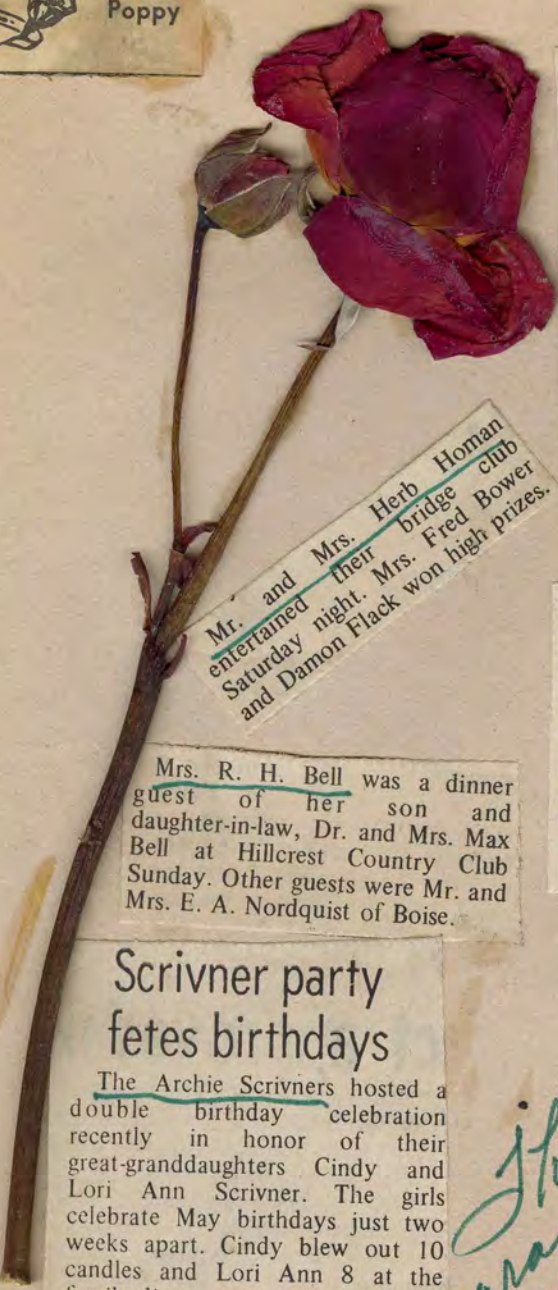 Poppy
Mr. and Mrs. Herb Homan
entertained their bridge club
Saturday night. Mrs. Fred Bower
and Damon Flack won high prizes.
Mrs. R. H. Bell was a dinner
guest of her son and
daughter-in-law, Dr. and Mrs. Max
Bell at Hillcrest Country Club
Sunday. Other guests were Mr. and
Mrs. E. A. Nordquist of Boise.
Scrivner party
fetes birthdays
The Archie Scrivners hosted a
double birthday celebration
recently in honor of their
great-granddaughters Cindy and
Lori Ann Scrivner. The girls
celebrate May birthdays just two
weeks apart. Cindy blew out 10
candles and Lori Ann 8 at the